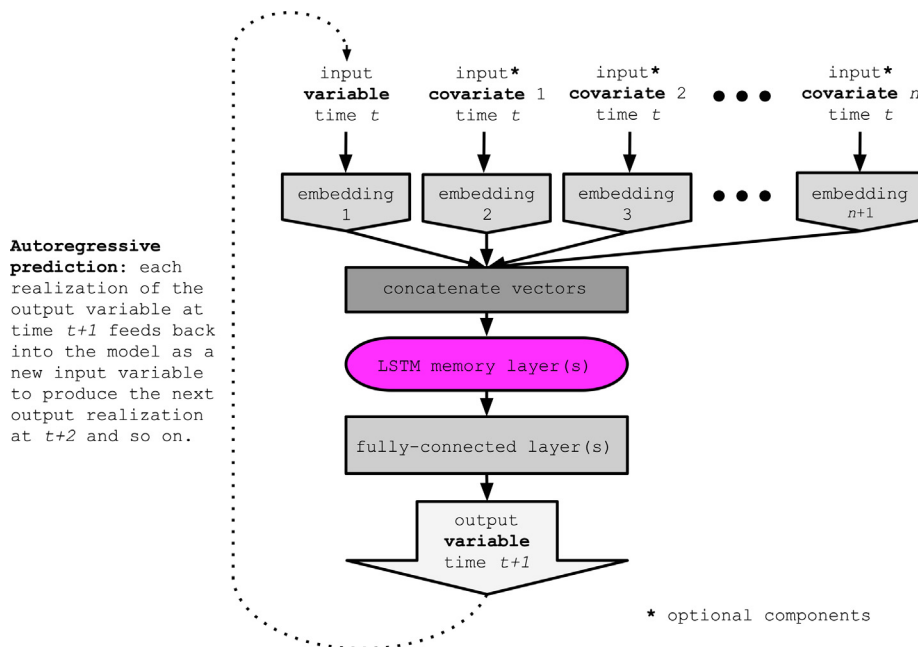 input
variable
time t
input*
covariate 1
time t
input*
covariate 2
time t
input*
covariate n
time t
embedding
1
embedding
2
embedding
3
embedding
n+1
Autoregressive
prediction: each
realization of the
output variable at
time t+1 feeds back
into the model as a
new input variable
to produce the next
output realization
at t+2 and so on.
concatenate vectors
LSTM memory layer(s)
fully-connected layer(s)
output
variable
time t+1
* optional components